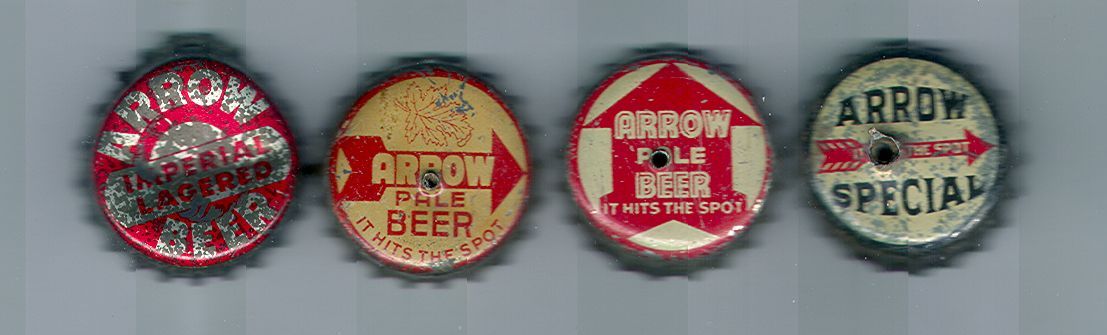 ARROW
IMPERIAL
LAGERED
BEER
ARROW
PALE
BEER
IT HITS THE SPOT
ARROW
PALE
BEER
IT HITS THE SPOT
ARROW
THE SPOT
SPECIAL